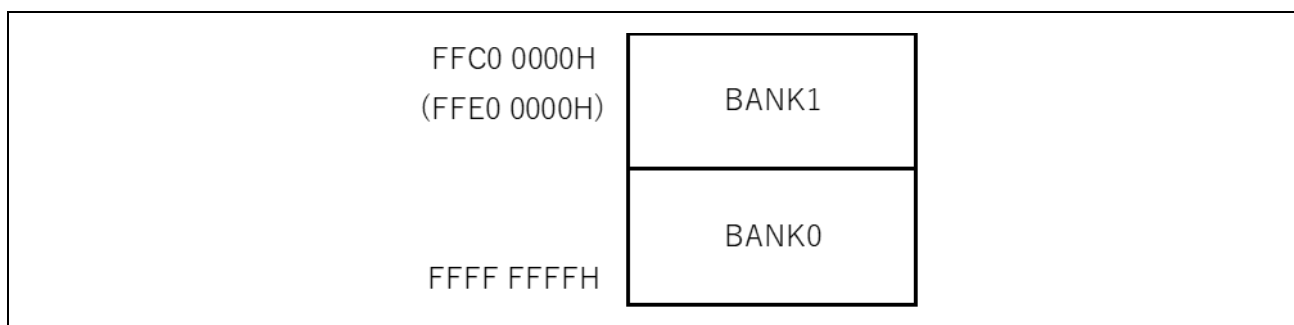 FFC0 0000H
(FFE0 0000H)
BANK1
BANK0
FFFF FFFFH